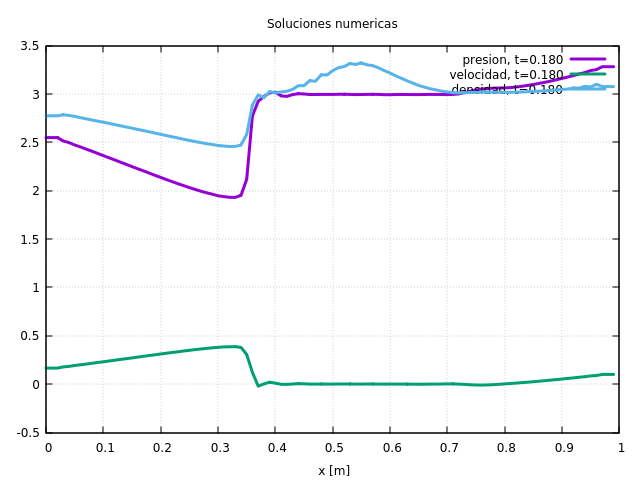 Soluciones numericas
3.5
3
2.5
2
1.5
1
0.5
0
-0.5
presion, t=0.180
velocidad, t=0.180
densidad, t=0.180
0 0.1 0.2 0.3 0.4 0.5 0.6 0.7 0.8 0.9 1
x [m]